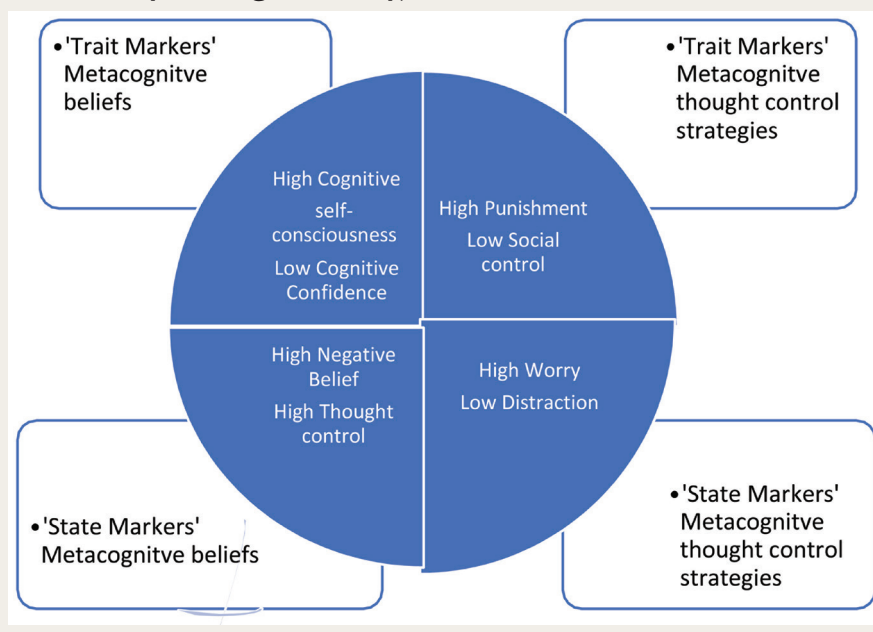 •'Trait Markers'
Metacognitve
beliefs
•'Trait Markers'
Metacognitve
thought control
strategies
High Cognitive
self-
consciousness
Low Cognitive
Confidence
High Punishment
Low Social
control
High Negative
Belief
High Thought
control
High Worry
Low Distraction
•'State Markers'
Metacognitve beliefs
•'State Markers'
Metacognitve
thought control
strategies